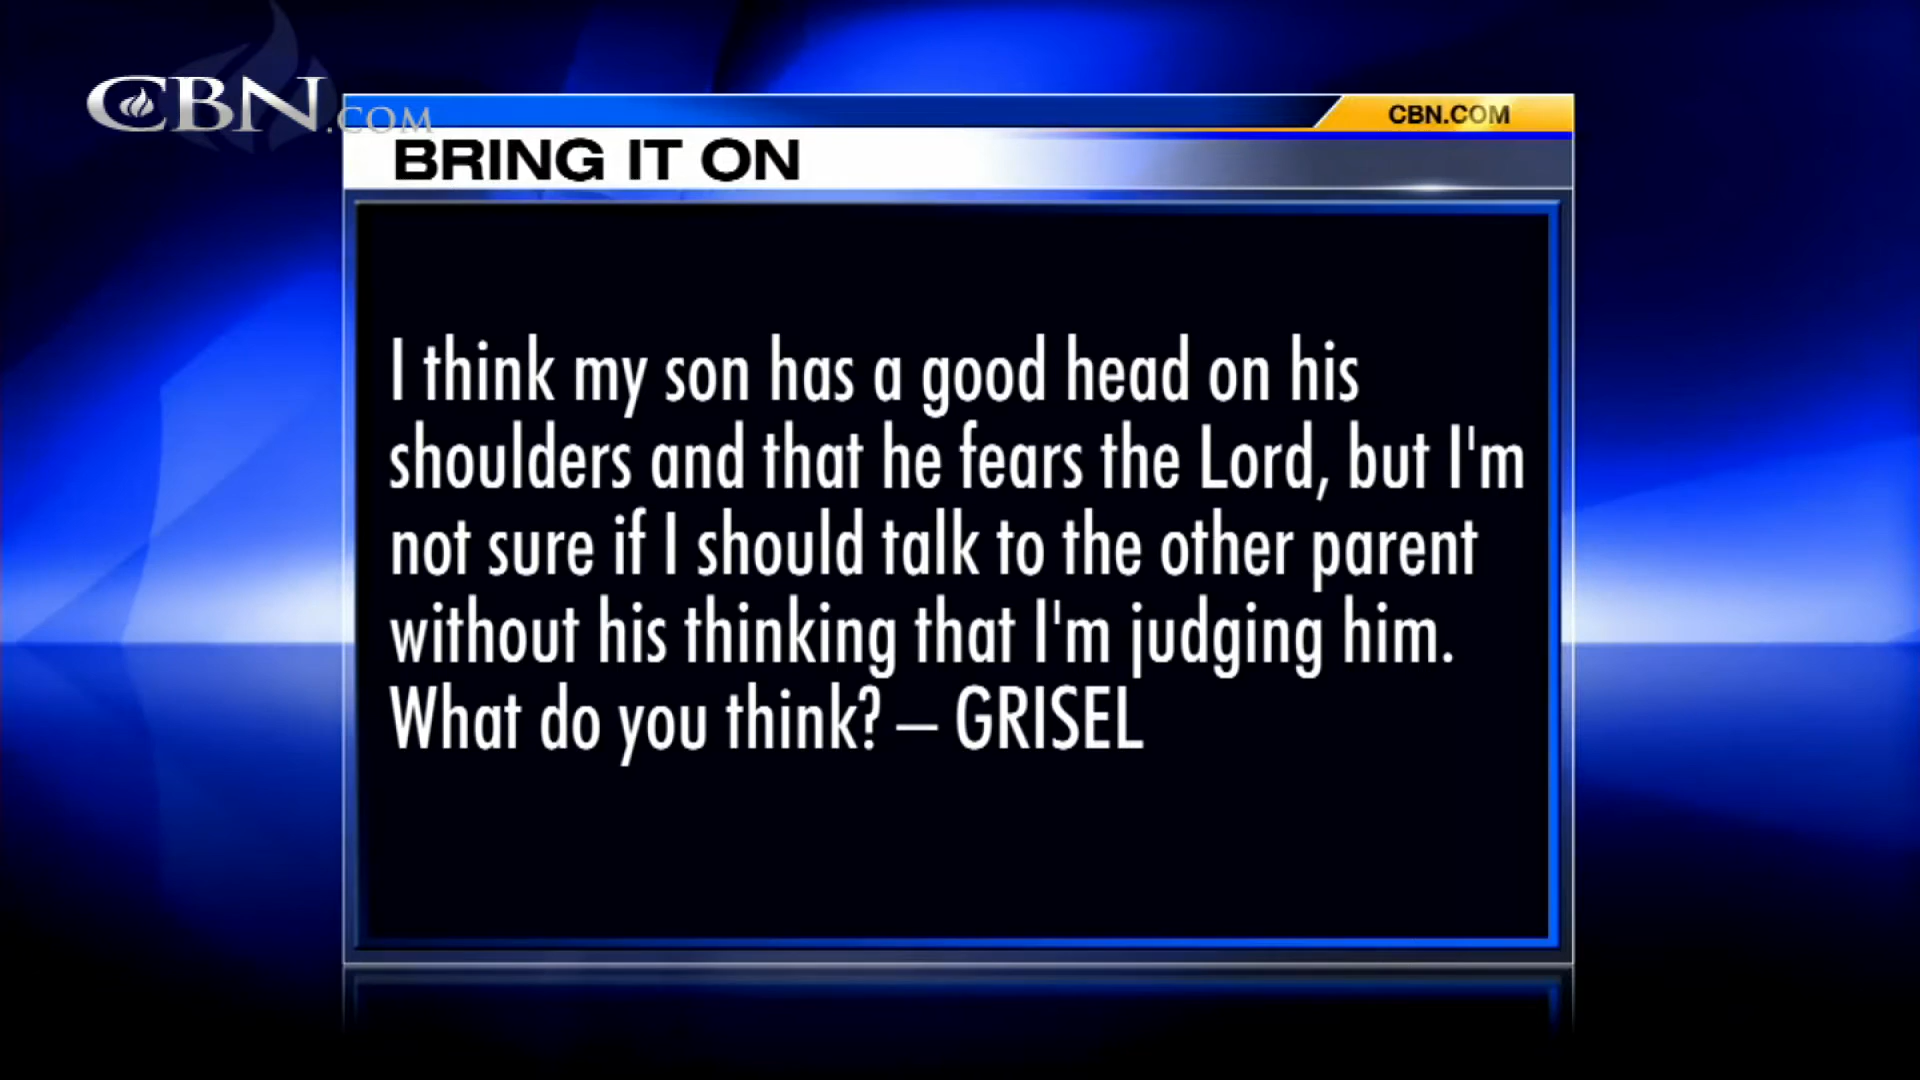 CBN.COM
CBN.COM
BRING IT ON
I think my son has a good head on his
shoulders and that he fears the Lord, but I'm
not sure if I should talk to the other parent
without his thinking that I'm judging him.
What do you think? – GRISEL